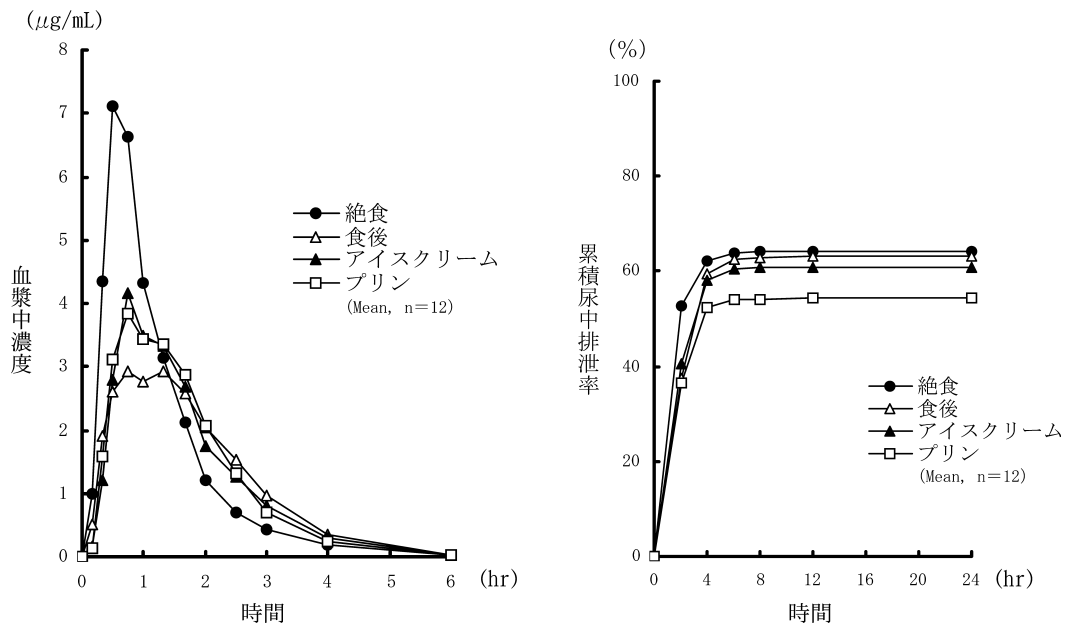 (μg/mL)
8
7
6
5
4
3
2
1
0
血漿中濃度
0 1 2 3 4 6 (hr)
時間
絶食
食後
アイスクリーム
プリン
(Mean, n=12)
(%)
100
80
60
40
20
0
累積尿中排泄率
0 4 8 12 16 20 24 (hr)
時間
絶食
食後
アイスクリーム
プリン
(Mean, n=12)